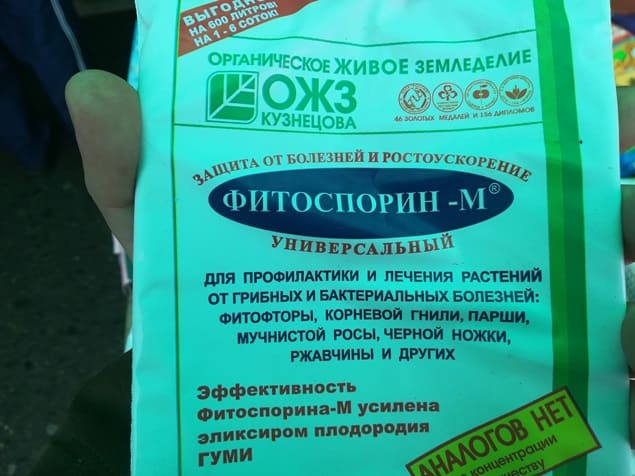 ВЫГОДНО
НА 600 ЛИТРОВ!
НА 1 - 6 СОТОК!
ОРГАНИЧЕСКОЕ ЖИВОЕ ЗЕМЛЕДЕЛИЕ
ОЖЗ
КУЗНЕЦОВА
46 ЗОЛОТЫХ МЕДАЛЕЙ И 156 ДИПЛОМОВ
ЗАЩИТА ОТ БОЛЕЗНЕЙ И РОСТОУСКОРЕНИЕ
ФИТОСПОРИН -М®
УНИВЕРСАЛЬНЫЙ
ДЛЯ ПРОФИЛАКТИКИ И ЛЕЧЕНИЯ РАСТЕНИЙ
ОТ ГРИБНЫХ И БАКТЕРИАЛЬНЫХ БОЛЕЗНЕЙ:
ФИТОФТОРЫ, КОРНЕВОЙ ГНИЛИ, ПАРШИ,
МУЧНИСТОЙ РОСЫ, ЧЕРНОЙ НОЖКИ,
РЖАВЧИНЫ И ДРУГИХ
Эффективность
Фитоспорина-М усилена
эликсиром плодородия
ГУМИ
АНАЛОГОВ НЕТ
концентрации